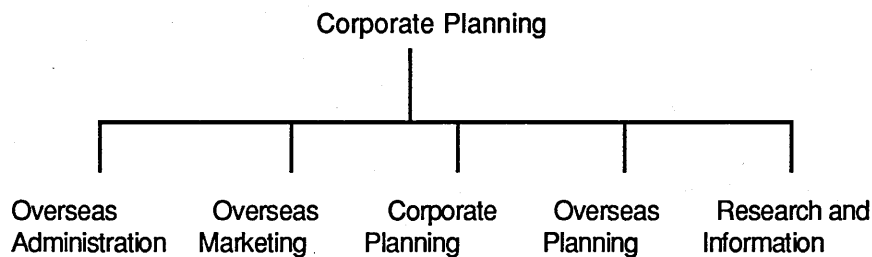 Corporate Planning
Overseas Administration
Overseas Marketing
Corporate Planning
Overseas Planning
Research and Information